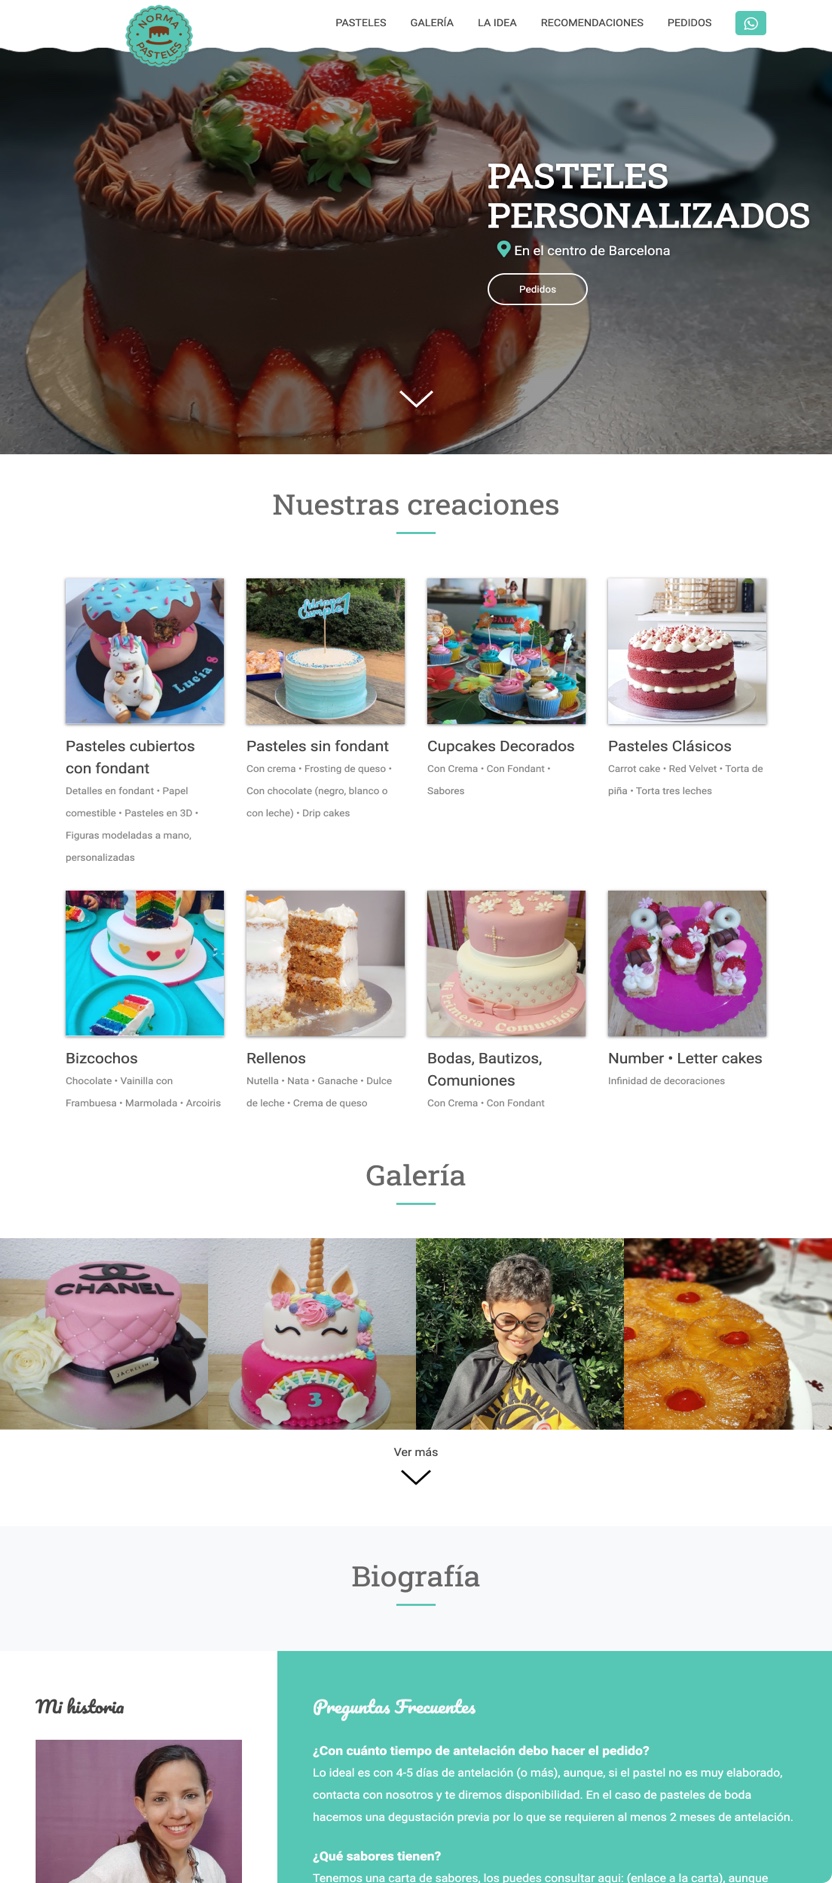 NORMA
PASTELES
PASTELES GALERÍA LA IDEA RECOMENDACIONES PEDIDOS
PASTELES
PERSONALIZADOS
En el centro de Barcelona
Pedidos
Nuestras creaciones
Lucía 8
Pasteles cubiertos
con fondant
Detalles en fondant • Papel
comestible • Pasteles en 3D •
Figuras modeladas a mano,
personalizadas
Pasteles sin fondant
Con crema • Frosting de queso •
Con chocolate (negro, blanco o
con leche) • Drip cakes
Cupcakes Decorados
Con Crema • Con Fondant •
Sabores
Pasteles Clásicos
Carrot cake • Red Velvet • Torta de
piña • Torta tres leches
Mi Primera Comunión
Bizcochos
Chocolate • Vainilla con
Frambuesa • Marmolada • Arcoiris
Rellenos
Nutella • Nata • Ganache • Dulce
de leche • Crema de queso
Bodas, Bautizos,
Comuniones
Con Crema • Con Fondant
Number • Letter cakes
Infinidad de decoraciones
Galería
CHANEL
3
Ver más
Biografía
Mi historia
Preguntas Frecuentes
¿Con cuánto tiempo de antelación debo hacer el pedido?
Lo ideal es con 4-5 días de antelación (o más), aunque, si el pastel no es muy elaborado,
contacta con nosotros y te diremos disponibilidad. En el caso de pasteles de boda
hacemos una degustación previa por lo que se requieren al menos 2 meses de antelación.
¿Qué sabores tienen?
Tenemos una carta de sabores, los puedes consultar aqui: (enlace a la carta), aunque